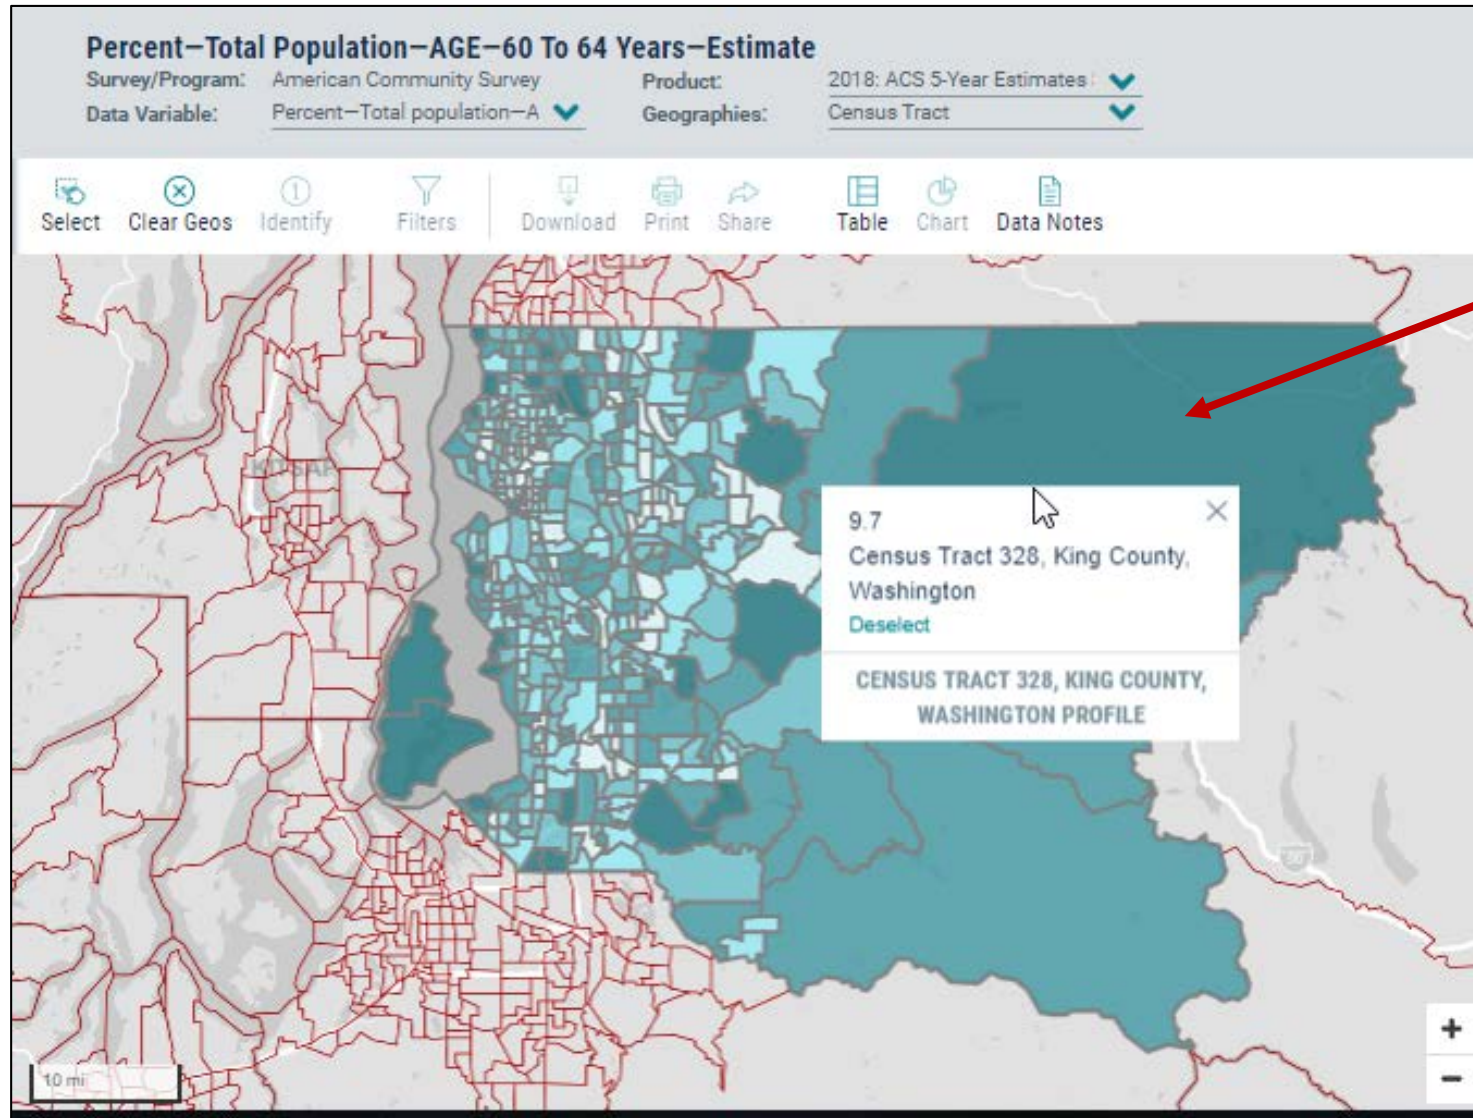 Percent—Total Population—AGE—60 To 64 Years—Estimate
Survey/Program: American Community Survey Product: 2018: ACS 5-Year Estimates
Data Variable: Percent—Total population—A Geographies: Census Tract
Select Clear Geos Identify Filters Download Print Share Table Chart Data Notes
KITSAP
9.7
Census Tract 328, King County,
Washington
Deselect
CENSUS TRACT 328, KING COUNTY,
WASHINGTON PROFILE
10 mi
+
−